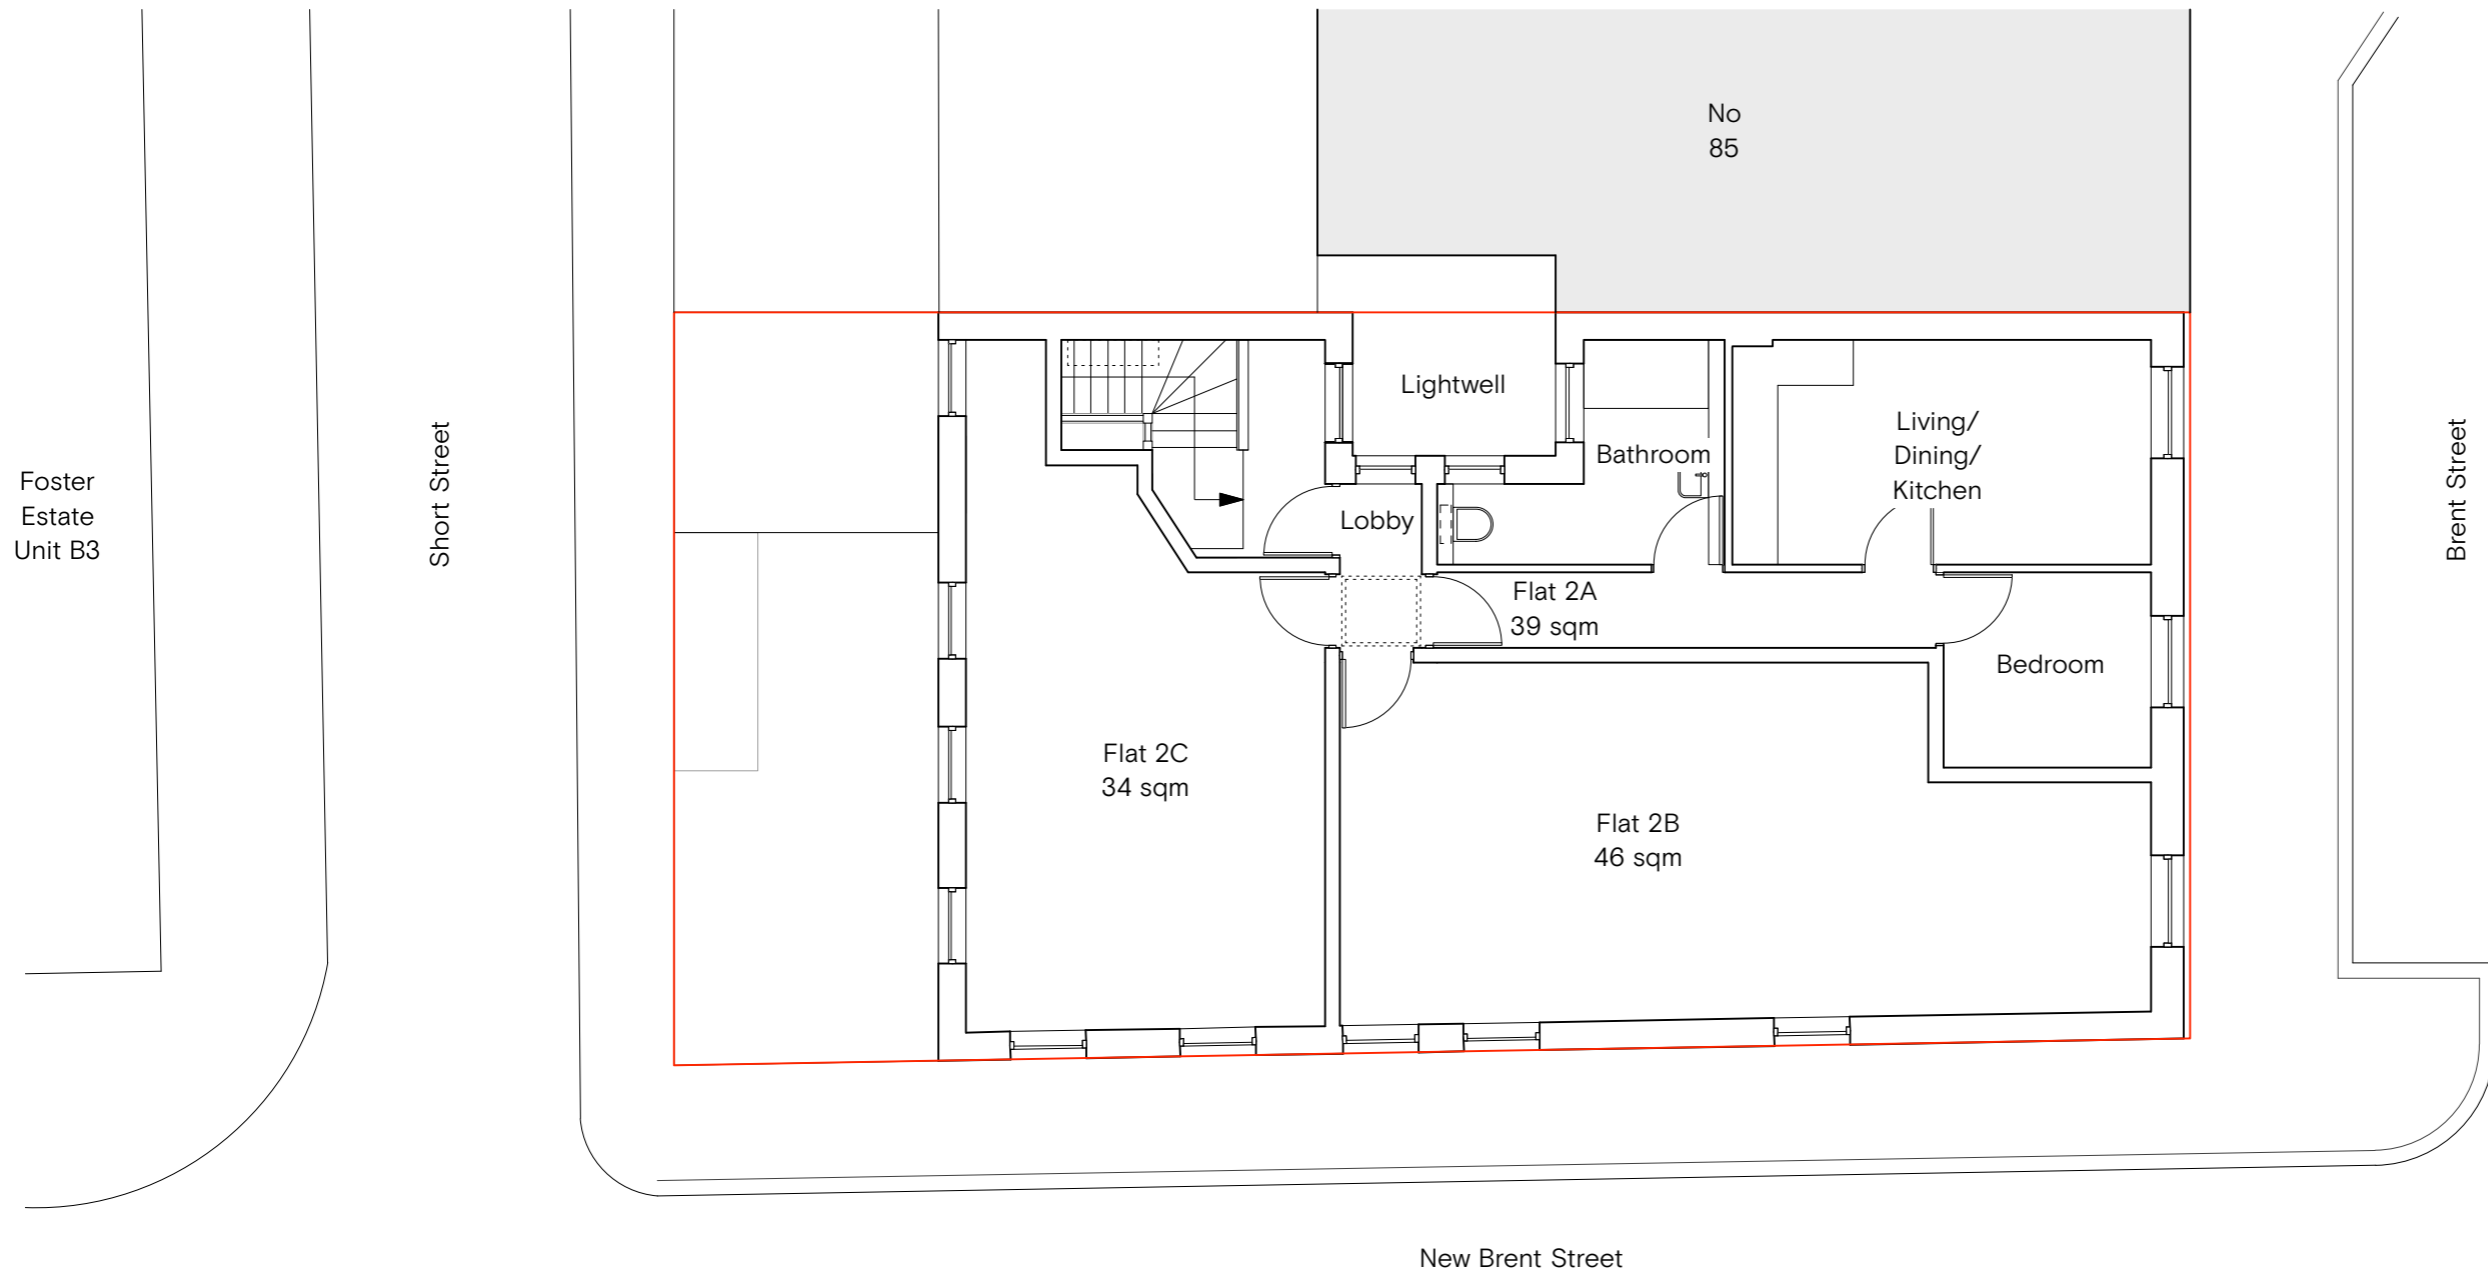 No
85
Lightwell
Bathroom
Living/
Dining/
Kitchen
Foster
Estate
Unit B3
Short Street
Brent Street
Lobby
Flat 2A
39 sqm
Bedroom
Flat 2C
34 sqm
Flat 2B
46 sqm
New Brent Street